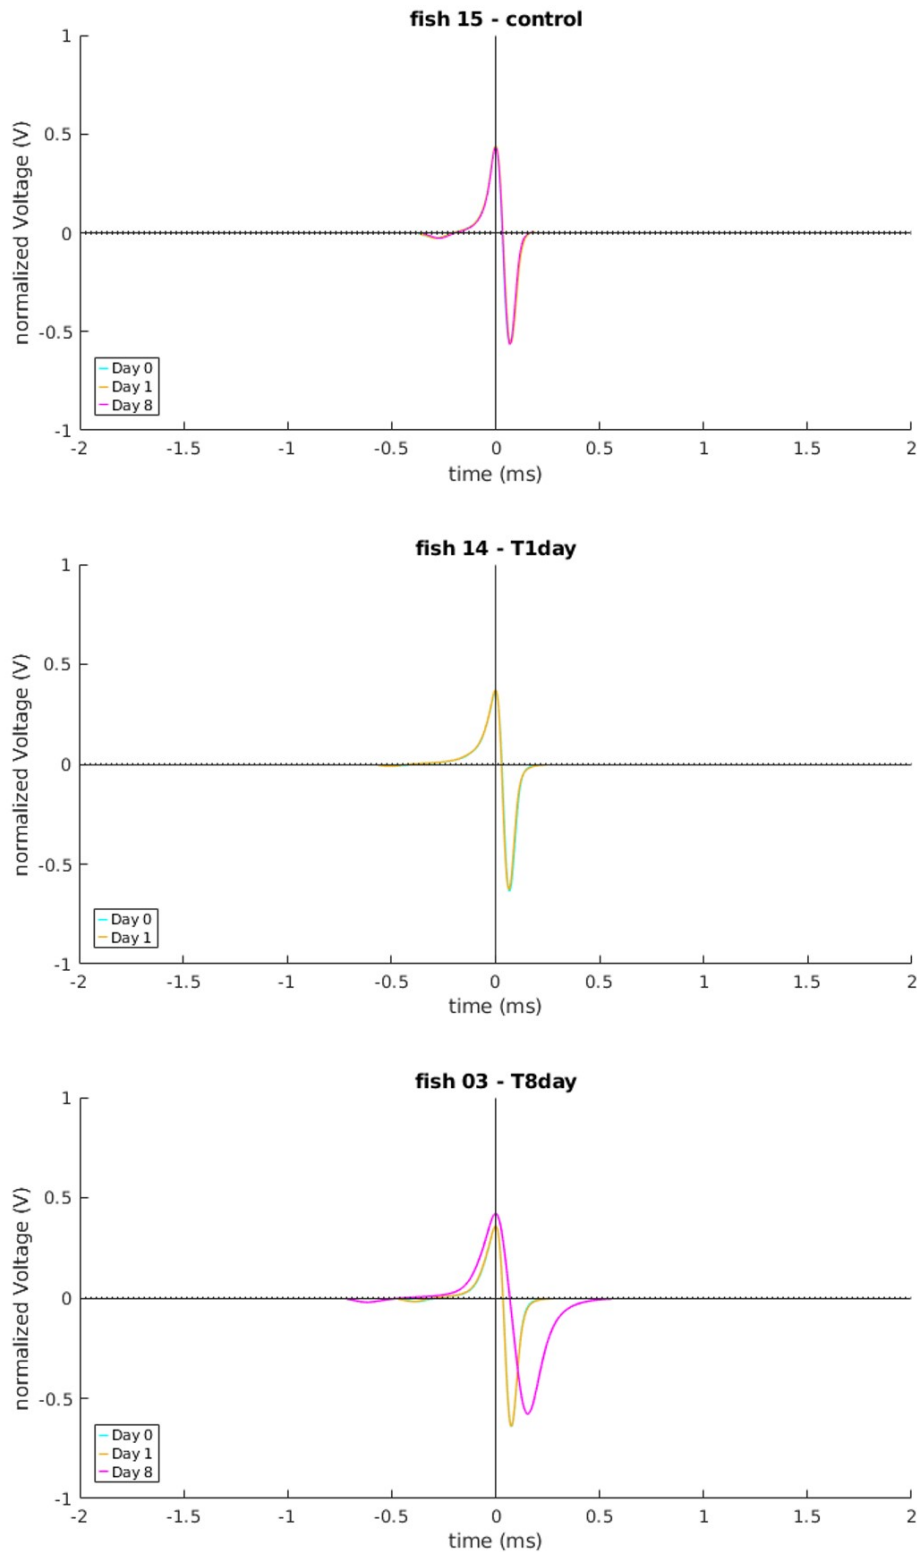 fish 15 - control
1
0.5
0
-0.5
-1
normalized Voltage (V)
Day 0
Day 1
Day 8
-2 -1.5 -1 -0.5 0 0.5 1 1.5 2
time (ms)
fish 14 - T1day
1
0.5
0
-0.5
-1
normalized Voltage (V)
Day 0
Day 1
-2 -1.5 -1 -0.5 0 0.5 1 1.5 2
time (ms)
fish 03 - T8day
1
0.5
0
-0.5
-1
normalized Voltage (V)
Day 0
Day 1
Day 8
-2 -1.5 -1 -0.5 0 0.5 1 1.5 2
time (ms)